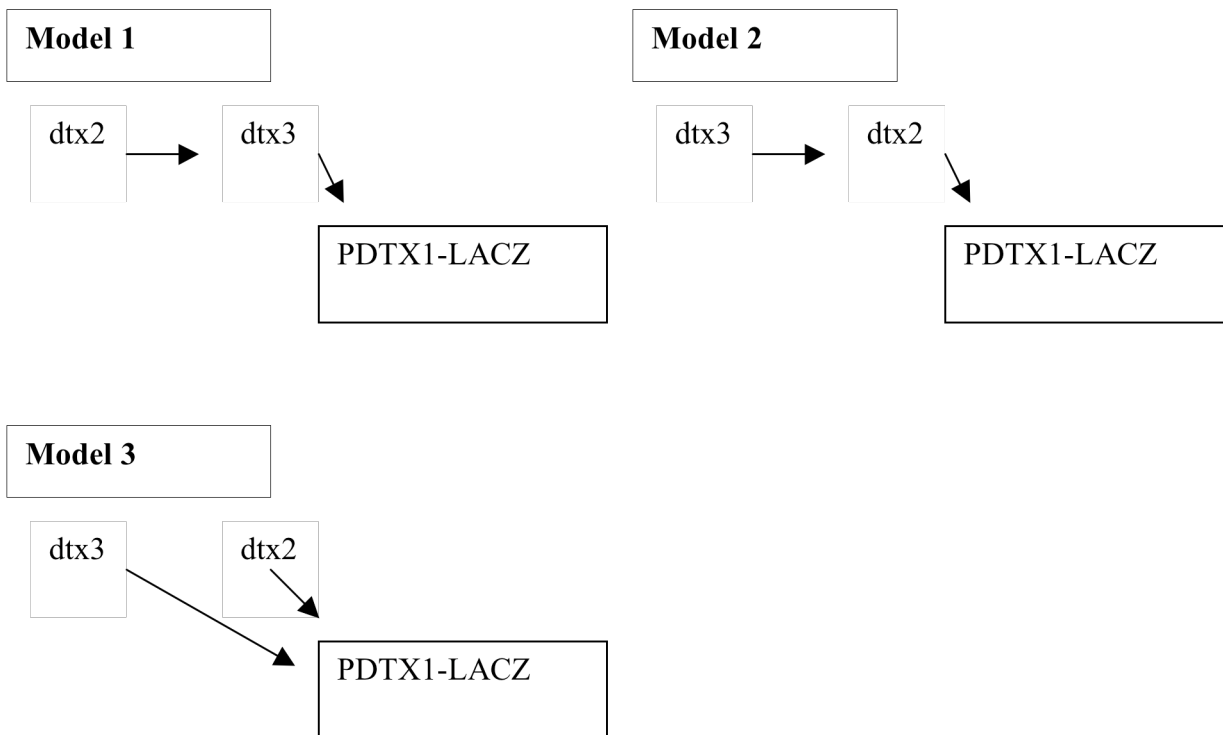 Model 1
Model 2
dtx2
dtx3
dtx3
dtx2
PDTX1-LACZ
PDTX1-LACZ
Model 3
dtx3
dtx2
PDTX1-LACZ